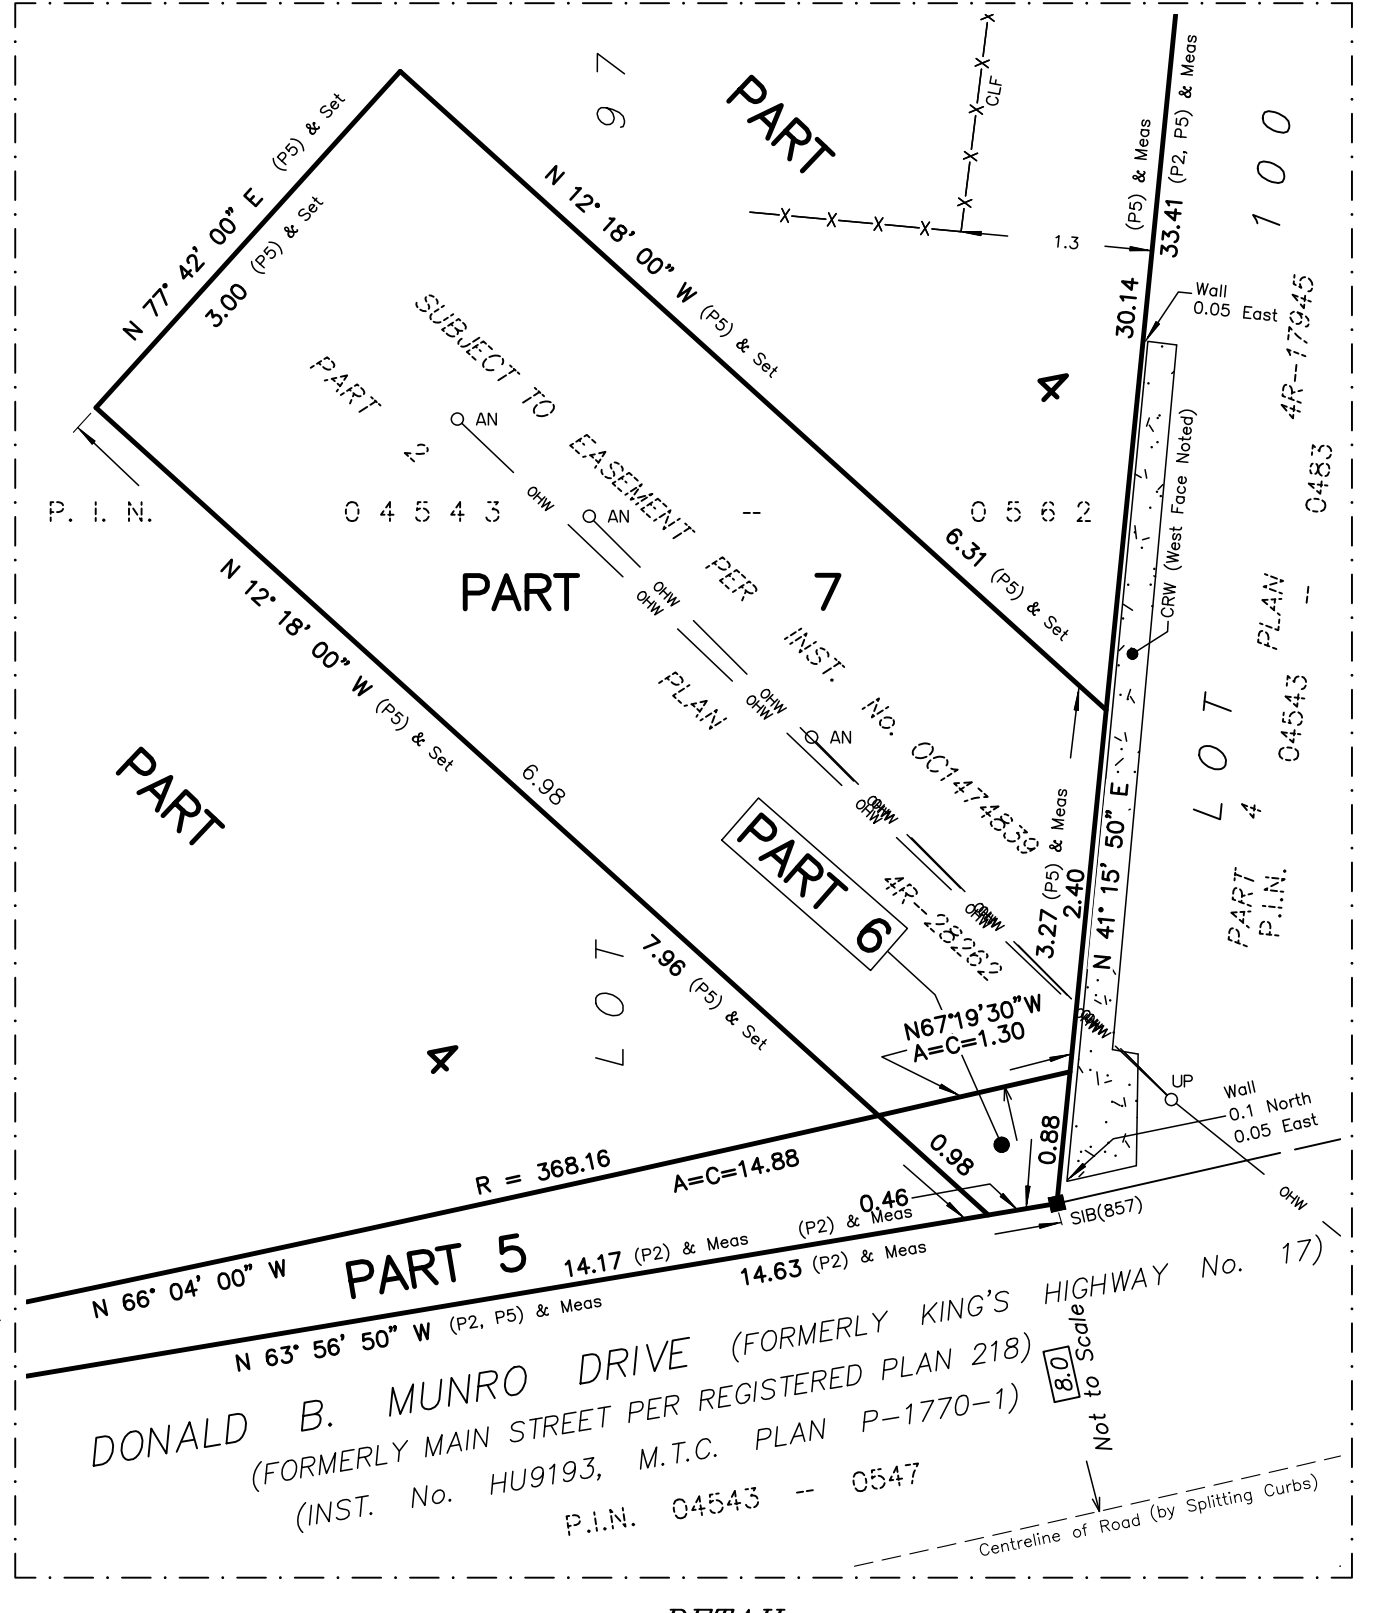 97
PART
CLF
1.3
(P5) & Meas
33.41 (P2, P5) & Meas
30.14
100
N 77° 42' 00" E (P5) & Set
3.00 (P5) & Set
N 12° 18' 00" W (P5) & Set
Wall
0.05 East
4R--17945
SUBJECT TO EASEMENT PER INST. No. OC1474839
PART 2
PLAN
4R--28262
AN
OHW
AN
OHW
OHW
OHW
OHW
AN
OHW
OHW
4
P. I. N. 04543 -- 0562
0483
CRW (West Face Noted)
6.31 (P5) & Set
PART 7
N 12° 18' 00" W (P5) & Set
PLAN
--
04543
LOT
PART 4
P.I.N.
PART
6.98
PART 6
3.27 (P5) & Meas
2.40
N 41° 15' 50" E
7.96 (P5) & Set
LOT
4
N67°19'30"W
A=C=1.30
UP
Wall
0.1 North
0.05 East
0.88
0.98
R = 368.16
A=C=14.88
0.46
(P2) & Meas
SIB(857)
OHW
PART 5
14.17 (P2) & Meas
14.63 (P2) & Meas
N 66° 04' 00" W
N 63° 56' 50" W (P2, P5) & Meas
DONALD B. MUNRO DRIVE (FORMERLY KING'S HIGHWAY No. 17)
(FORMERLY MAIN STREET PER REGISTERED PLAN 218)
(INST. No. HU9193, M.T.C. PLAN P-1770-1)
P.I.N. 04543 -- 0547
8.0
Not to Scale
Centreline of Road (by Splitting Curbs)